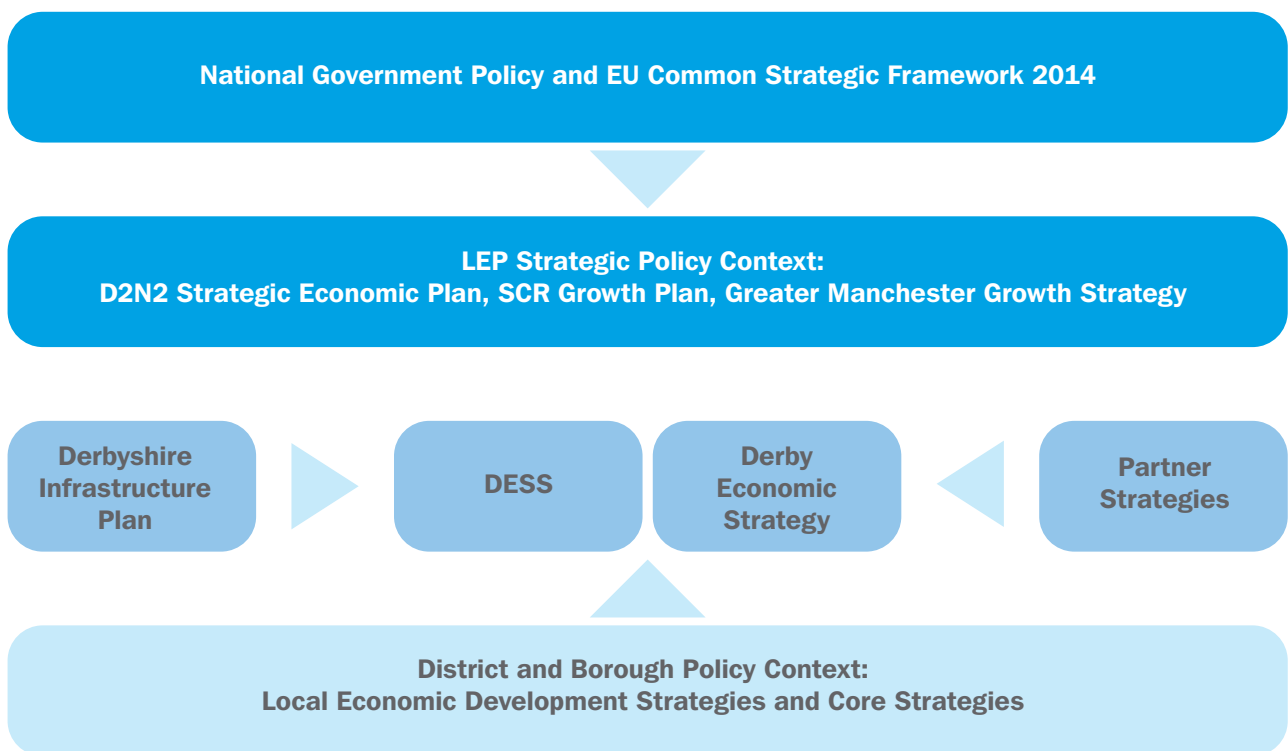 National Government Policy and EU Common Strategic Framework 2014
LEP Strategic Policy Context:
D2N2 Strategic Economic Plan, SCR Growth Plan, Greater Manchester Growth Strategy
Derbyshire
Infrastructure
Plan
DESS
Derby
Economic
Strategy
Partner
Strategies
District and Borough Policy Context:
Local Economic Development Strategies and Core Strategies